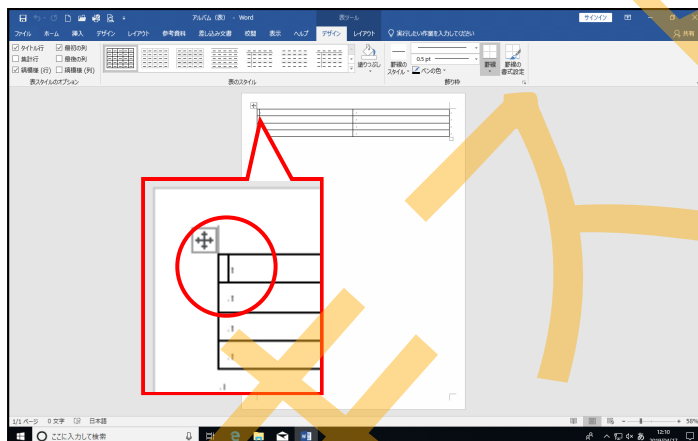 アルバム (表) - Word
表ツール
サインイン
ファイル ホーム 挿入 デザイン レイアウト 参考資料 差し込み文書 校閲 表示 ヘルプ デザイン レイアウト 実行したい作業を入力してください
共有
タイトル行 最初の列
集計行 最後の列
縞模様 (行) 縞模様 (列)
塗りつぶし
罫線の
スタイル
0.5 pt
ペンの色
罫線
罫線の
書式設定
表スタイルのオプション
表のスタイル
飾り枠
1/1 ページ 0 文字 日本語
58%
ここに入力して検索
あ
12:10